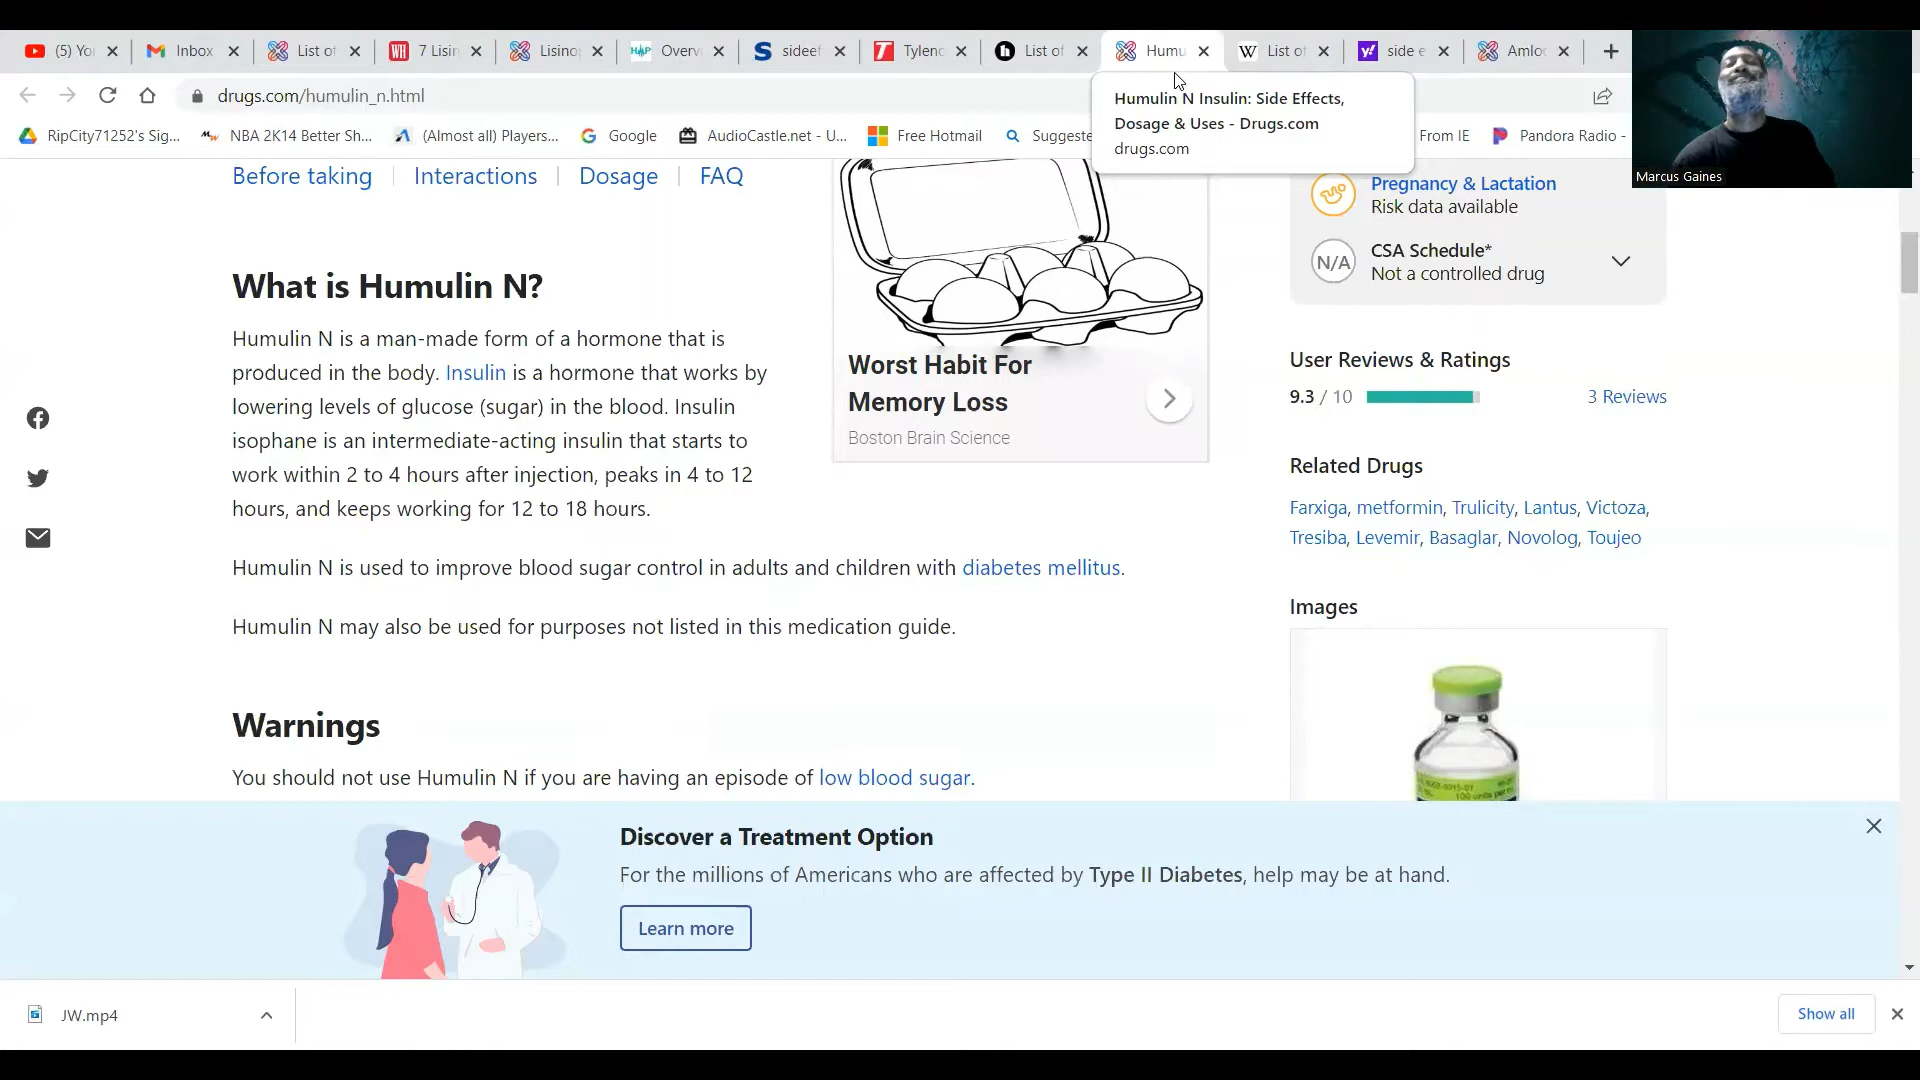 (5) Yo
Inbox
List of
WH
7 Lisin
Lisino
H₂P
Overv
S
sideef
T
Tylenc
h
List of
Humu
W
List of
y!
side e
Amlo
drugs.com/humulin_n.html
RipCity71252's Sig...
NBA 2K14 Better Sh...
(Almost all) Players...
Google
AudioCastle.net - U...
Free Hotmail
Suggeste
From IE
Pandora Radio -
Humulin N Insulin: Side Effects,
Dosage & Uses - Drugs.com
drugs.com
Marcus Gaines
Before taking
Interactions
Dosage
FAQ
What is Humulin N?
Humulin N is a man-made form of a hormone that is
produced in the body. Insulin is a hormone that works by
lowering levels of glucose (sugar) in the blood. Insulin
isophane is an intermediate-acting insulin that starts to
work within 2 to 4 hours after injection, peaks in 4 to 12
hours, and keeps working for 12 to 18 hours.
Humulin N is used to improve blood sugar control in adults and children with diabetes mellitus.
Humulin N may also be used for purposes not listed in this medication guide.
Warnings
You should not use Humulin N if you are having an episode of low blood sugar.
Worst Habit For
Memory Loss
Boston Brain Science
Pregnancy & Lactation
Risk data available
N/A
CSA Schedule*
Not a controlled drug
User Reviews & Ratings
9.3 / 10
3 Reviews
Related Drugs
Farxiga, metformin, Trulicity, Lantus, Victoza,
Tresiba, Levemir, Basaglar, Novolog, Toujeo
Images
100 units per
Discover a Treatment Option
For the millions of Americans who are affected by Type II Diabetes, help may be at hand.
Learn more
JW.mp4
Show all